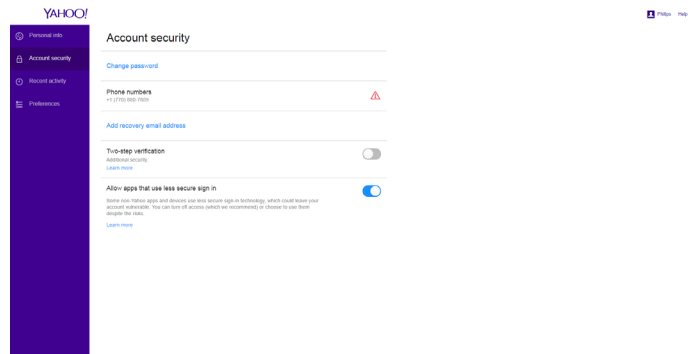 YAHOO!
Phillips Help
Personal info
Account security
Recent activity
Preferences
Account security
Change password
Phone numbers
Add recovery email address
Two-step verification
Additional security
Learn more
Allow apps that use less secure sign in
Some non-Yahoo apps and devices use less secure sign-in technology, which could leave your
account vulnerable. You can turn off access (which we recommend) or choose to use them
despite the risks.
Learn more